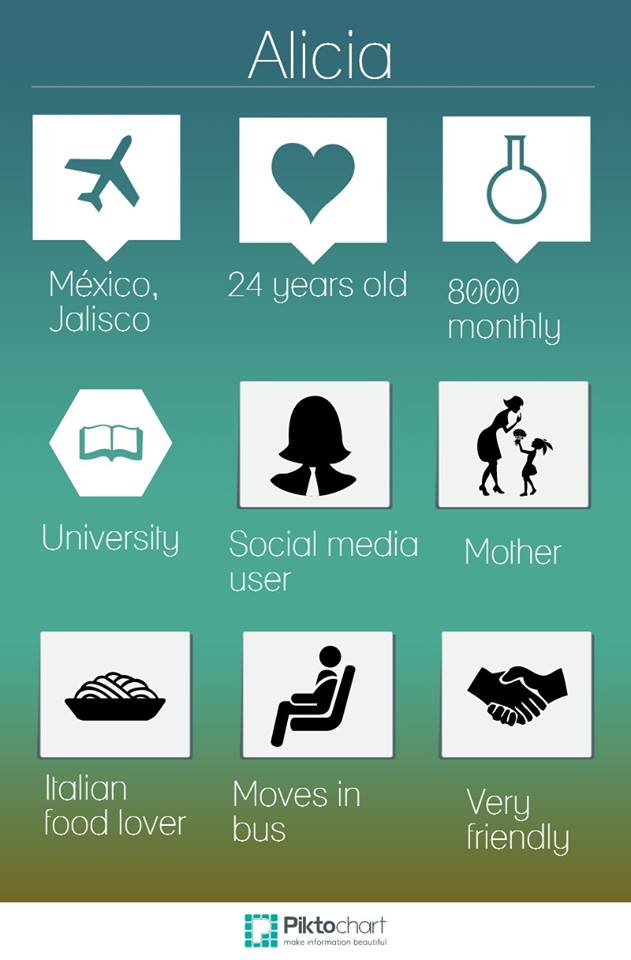 Alicia
México,
Jalisco
24 years old
8000
monthly
University
Social media
user
Mother
Italian
food lover
Moves in
bus
Very
friendly
Piktochart
make information beautiful